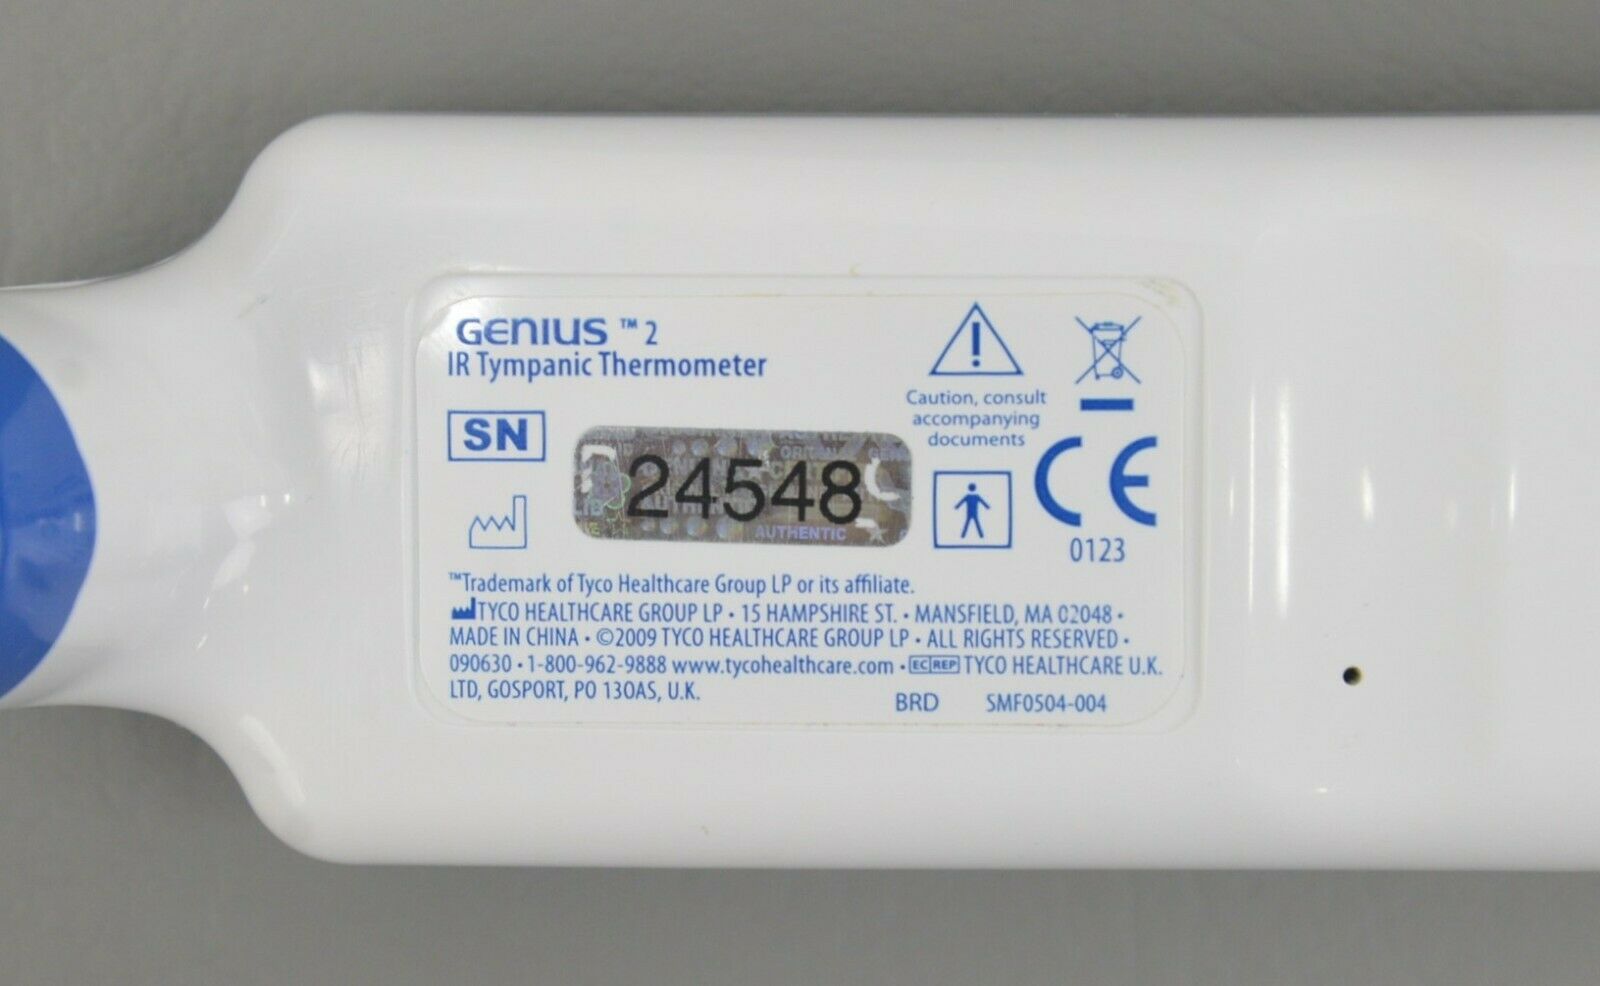 GENIUS ™ 2
IR Tympanic Thermometer
Caution, consult
accompanying
documents
SN
24548
AUTHENTIC
CE
0123
™Trademark of Tyco Healthcare Group LP or its affiliate.
TYCO HEALTHCARE GROUP LP • 15 HAMPSHIRE ST. • MANSFIELD, MA 02048 •
MADE IN CHINA • ©2009 TYCO HEALTHCARE GROUP LP • ALL RIGHTS RESERVED •
090630 • 1-800-962-9888 www.tycohealthcare.com • EC REP TYCO HEALTHCARE U.K.
LTD, GOSPORT, PO 130AS, U.K.
BRD SMF0504-004